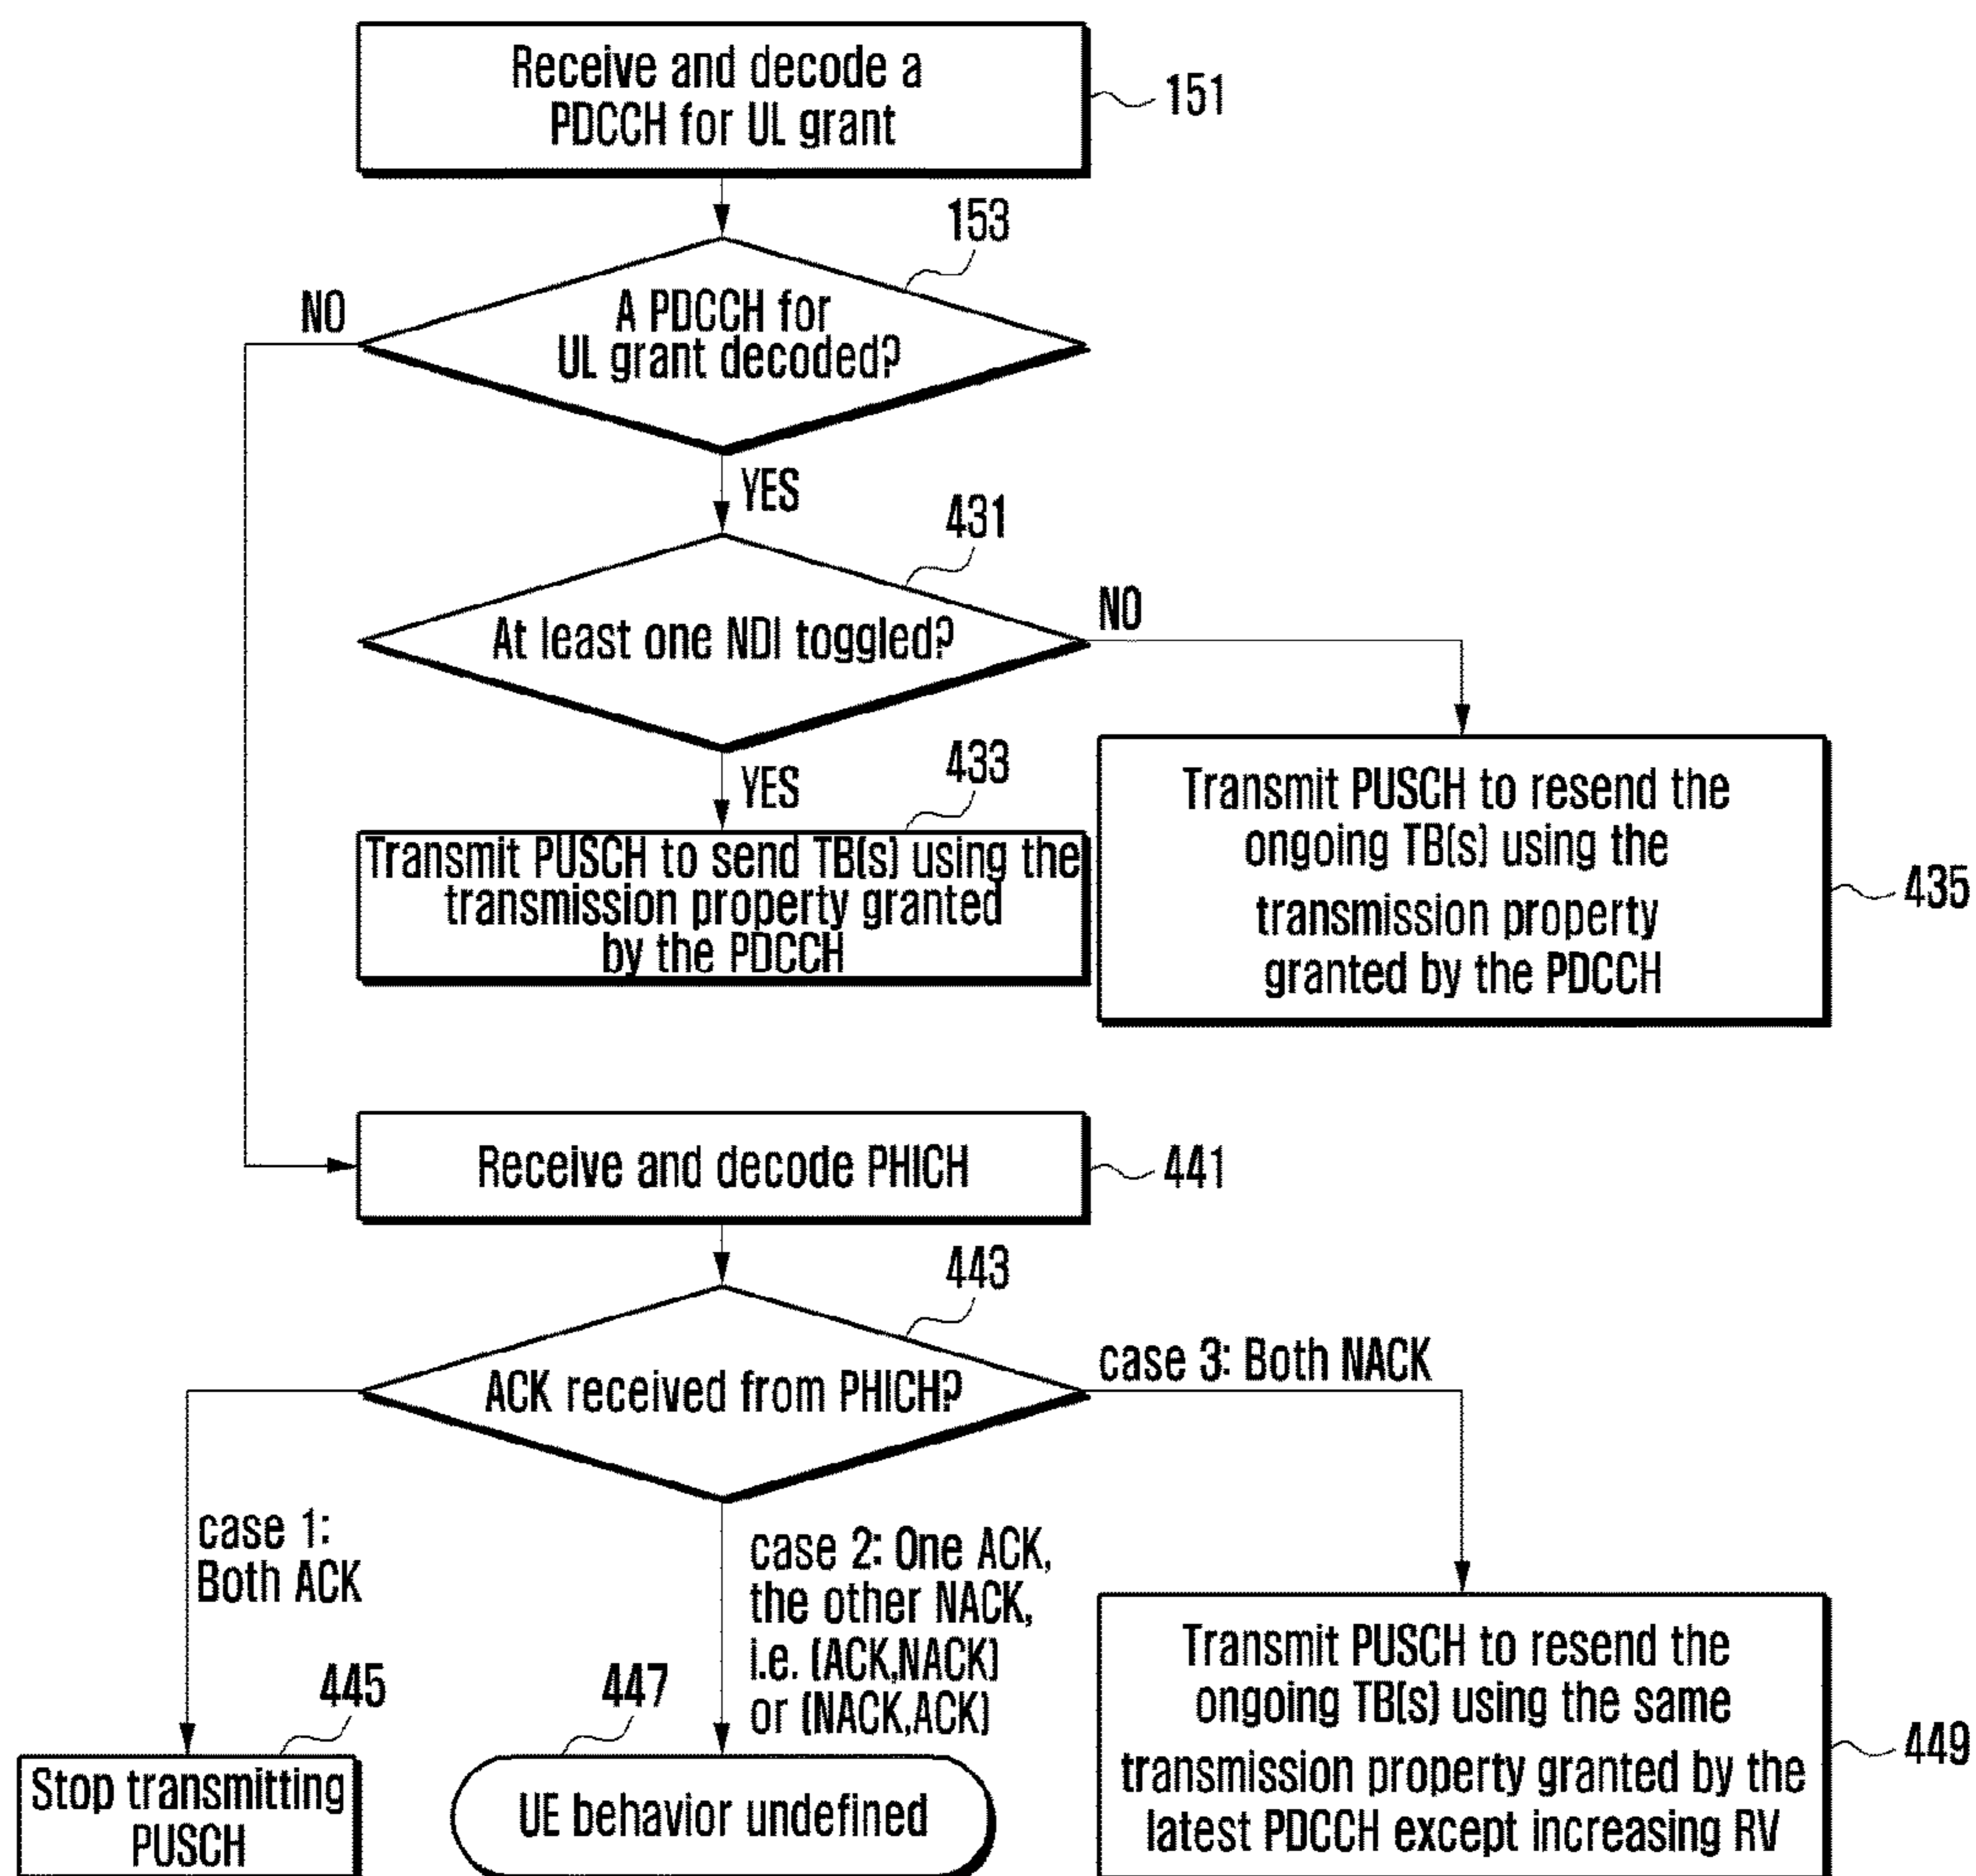 Receive and decode a
PDCCH for UL grant
151
153
A PDCCH for
UL grant decoded?
NO
YES
431
At least one NDI toggled?
NO
YES
433
Transmit PUSCH to send TB(s) using the
transmission property granted
by the PDCCH
Transmit PUSCH to resend the
ongoing TB(s) using the
transmission property
granted by the PDCCH
435
Receive and decode PHICH
441
443
ACK received from PHICH?
case 3: Both NACK
case 1:
Both ACK
case 2: One ACK,
the other NACK,
i.e. (ACK,NACK)
or (NACK,ACK)
445
Stop transmitting
PUSCH
447
UE behavior undefined
Transmit PUSCH to resend the
ongoing TB(s) using the same
transmission property granted by the
latest PDCCH except increasing RV
449